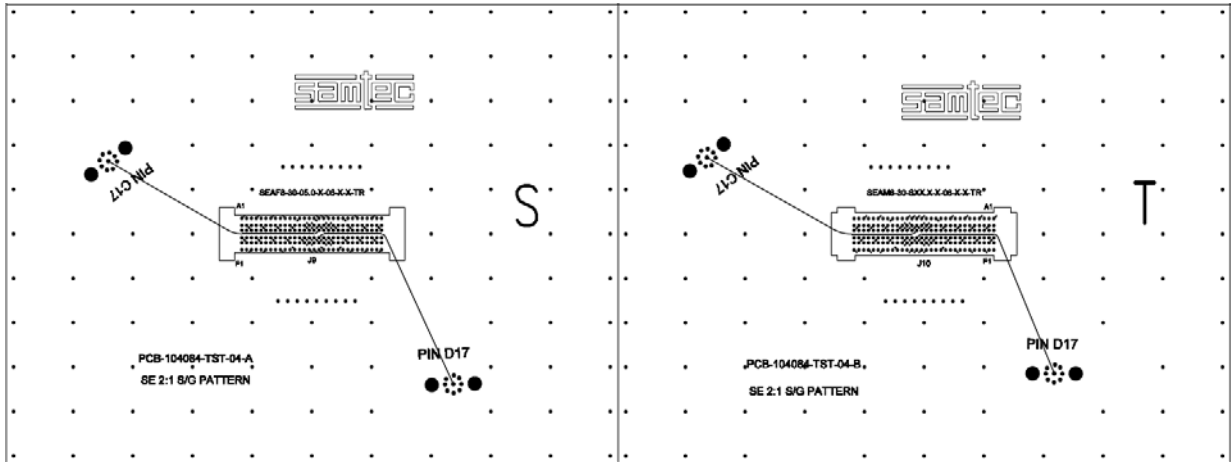 samtec
PIN C17
SEAF8-30-05.0-X-06-X-X-TR
A1
F1
J9
S
PIN D17
PCB-104084-TST-04-A
SE 2:1 S/G PATTERN
samtec
PIN C17
SEAM8-30-SXX.X-X-06-X-X-TR
A1
F1
J10
T
PIN D17
PCB-104084-TST-04-B
SE 2:1 S/G PATTERN